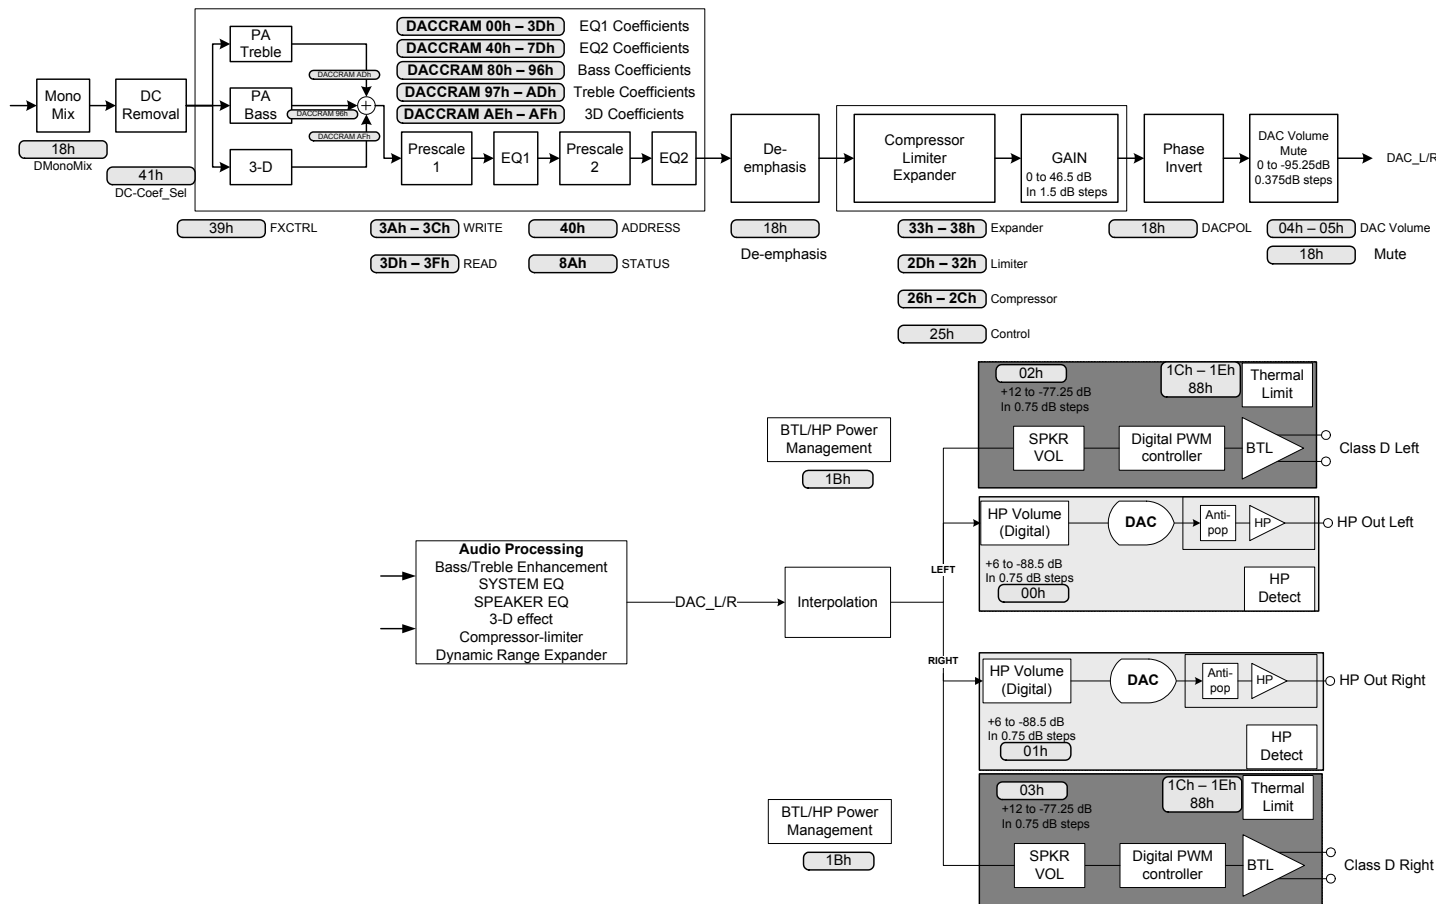 PA
Treble
DACCRAM ADh
PA
Bass
DACCRAM 96h
DACCRAM AFh
3-D
DACCRAM 00h – 3Dh EQ1 Coefficients
DACCRAM 40h – 7Dh EQ2 Coefficients
DACCRAM 80h – 96h Bass Coefficients
DACCRAM 97h – ADh Treble Coefficients
DACCRAM AEh – AFh 3D Coefficients
Mono
Mix
18h
DMonoMix
DC
Removal
41h
DC-Coef_Sel
Prescale
1
EQ1
Prescale
2
EQ2
De-
emphasis
Compressor
Limiter
Expander
GAIN
0 to 46.5 dB
In 1.5 dB steps
Phase
Invert
DAC Volume
Mute
0 to -95.25dB
0.375dB steps
DAC_L/R
39h FXCTRL
3Ah – 3Ch WRITE
3Dh – 3Fh READ
40h ADDRESS
8Ah STATUS
18h
De-emphasis
33h – 38h Expander
2Dh – 32h Limiter
26h – 2Ch Compressor
25h Control
18h DACPOL
04h – 05h DAC Volume
18h Mute
BTL/HP Power
Management
1Bh
02h
+12 to -77.25 dB
In 0.75 dB steps
1Ch – 1Eh
88h
Thermal
Limit
SPKR
VOL
Digital PWM
controller
BTL
Class D Left
HP Volume
(Digital)
DAC
Anti-
pop
HP
HP Out Left
+6 to -88.5 dB
In 0.75 dB steps
00h
HP
Detect
Audio Processing
Bass/Treble Enhancement
SYSTEM EQ
SPEAKER EQ
3-D effect
Compressor-limiter
Dynamic Range Expander
DAC_L/R
Interpolation
LEFT
RIGHT
HP Volume
(Digital)
DAC
Anti-
pop
HP
HP Out Right
+6 to -88.5 dB
In 0.75 dB steps
01h
HP
Detect
BTL/HP Power
Management
1Bh
03h
+12 to -77.25 dB
In 0.75 dB steps
1Ch – 1Eh
88h
Thermal
Limit
SPKR
VOL
Digital PWM
controller
BTL
Class D Right